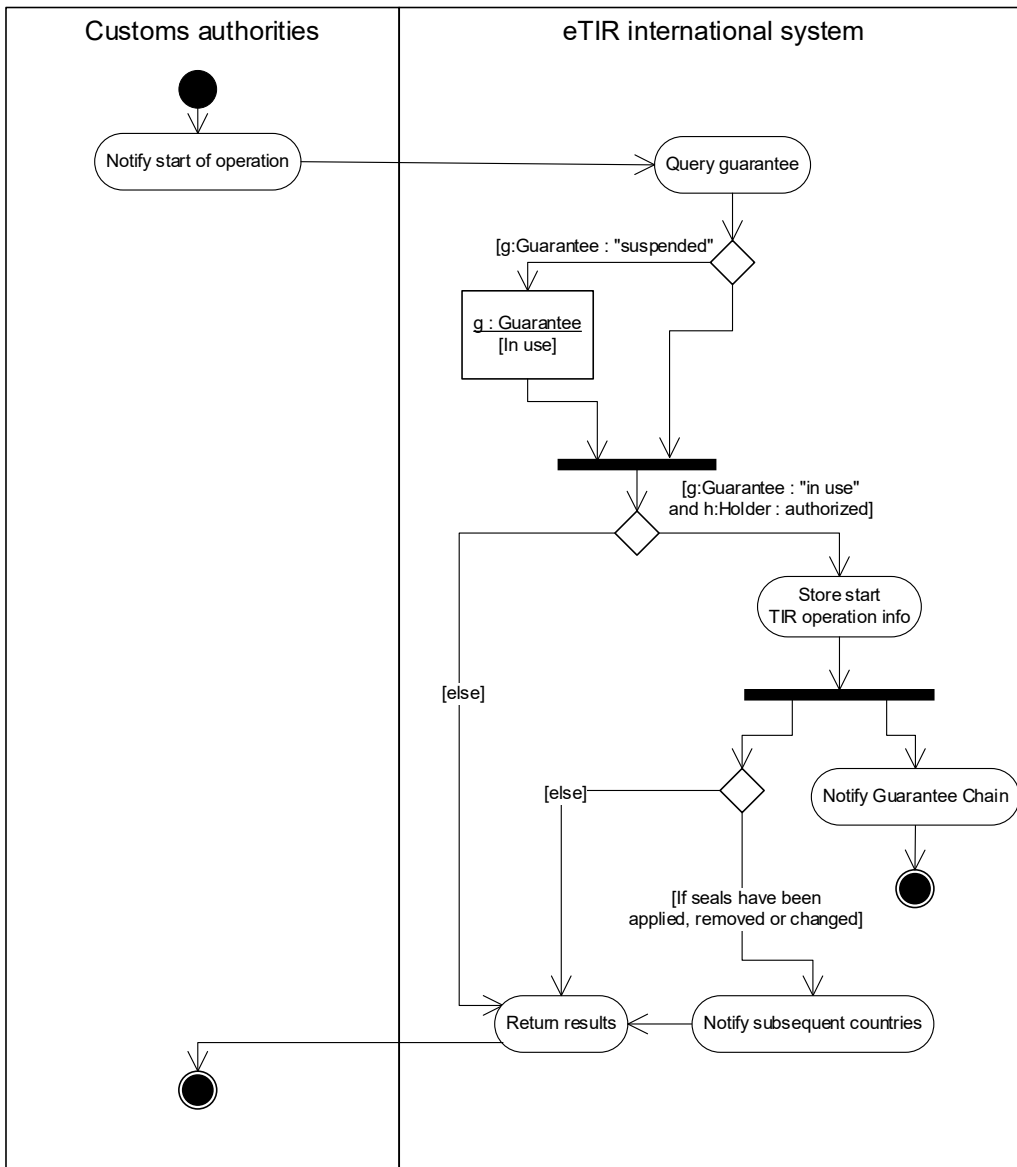 Customs authorities
eTIR international system
Notify start of operation
Query guarantee
[g:Guarantee : "suspended"
g : Guarantee
[In use]
[g:Guarantee : "in use"
and h:Holder : authorized]
Store start
TIR operation info
[else]
[else]
Notify Guarantee Chain
[If seals have been
applied, removed or changed]
Return results
Notify subsequent countries